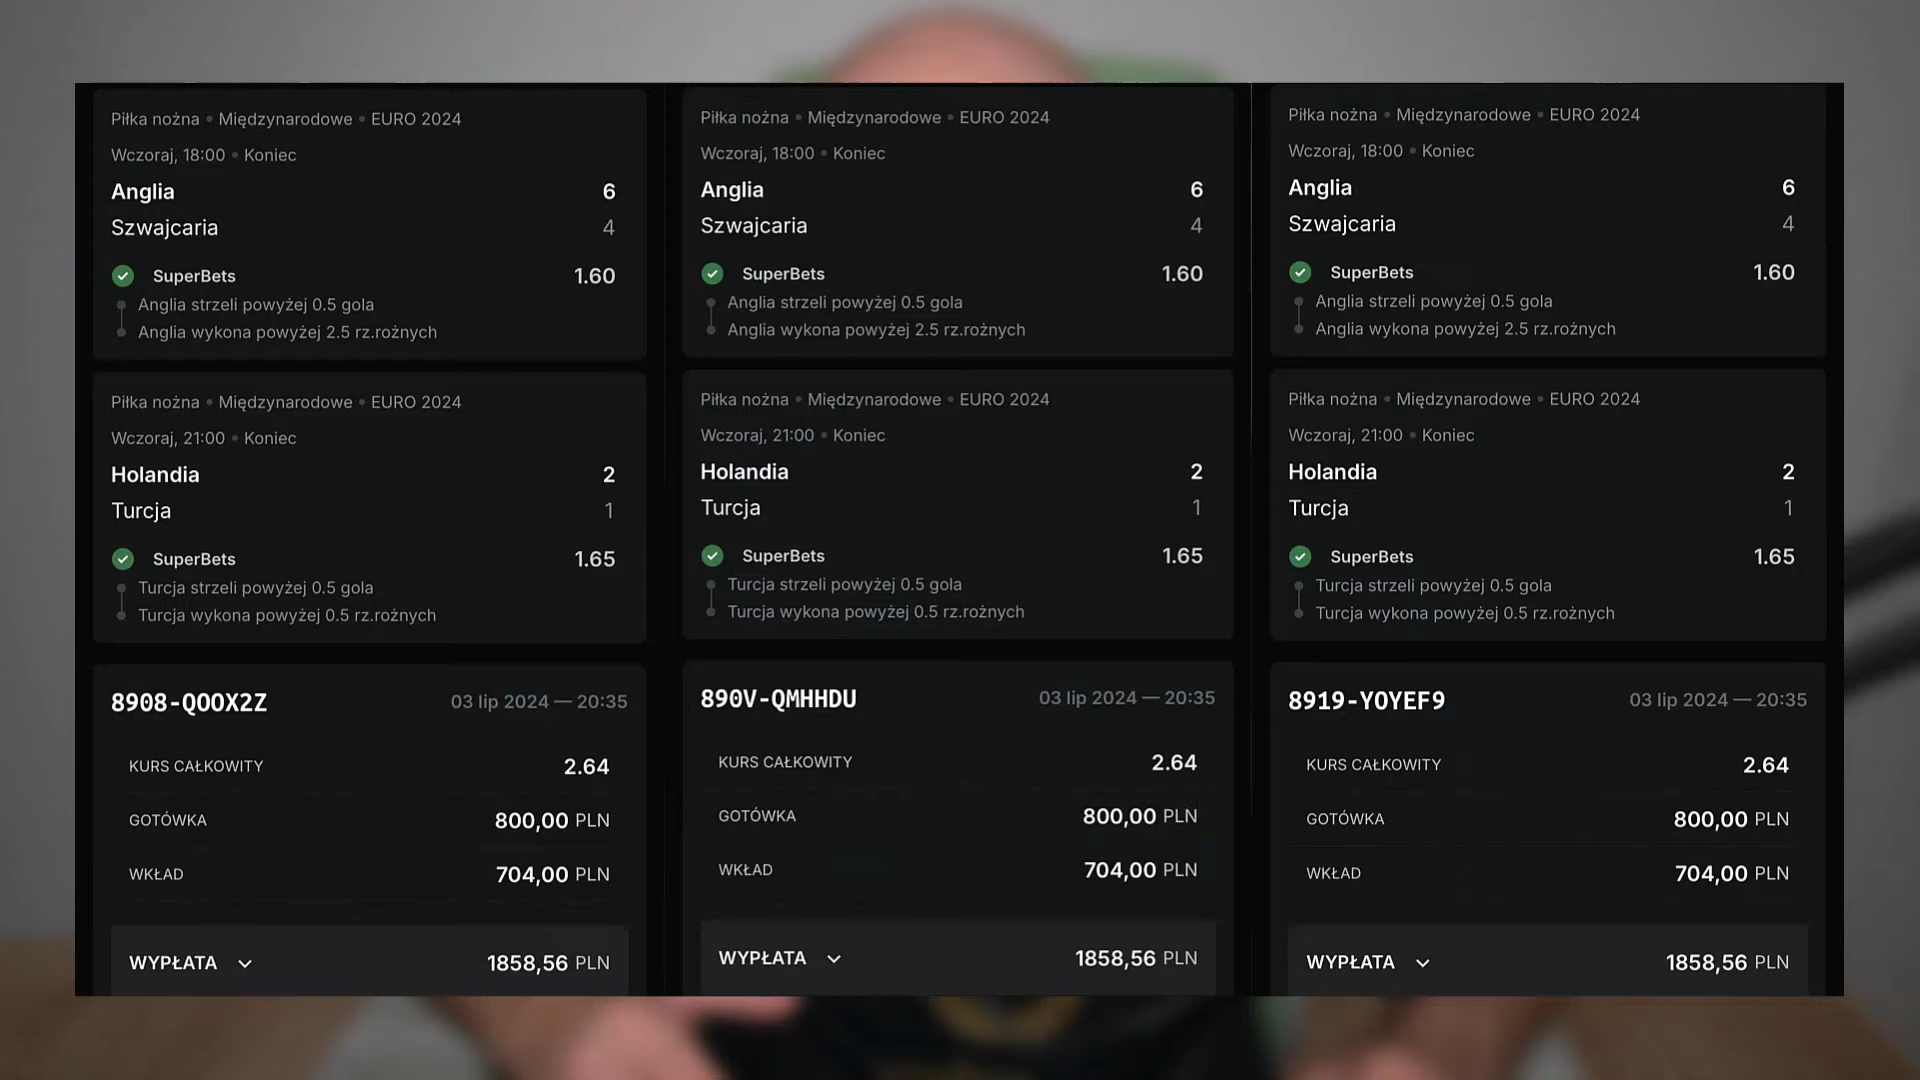 Piłka nożna • Międzynarodowe • EURO 2024
Wczoraj, 18:00 • Koniec
Anglia 6
Szwajcaria 4
SuperBets 1.60
Anglia strzeli powyżej 0.5 gola
Anglia wykona powyżej 2.5 rz.rożnych
Piłka nożna • Międzynarodowe • EURO 2024
Wczoraj, 21:00 • Koniec
Holandia 2
Turcja 1
SuperBets 1.65
Turcja strzeli powyżej 0.5 gola
Turcja wykona powyżej 0.5 rz.rożnych
8908-QOOX2Z 03 lip 2024 — 20:35
KURS CAŁKOWITY 2.64
GOTÓWKA 800,00 PLN
WKŁAD 704,00 PLN
WYPŁATA 1858,56 PLN
Piłka nożna • Międzynarodowe • EURO 2024
Wczoraj, 18:00 • Koniec
Anglia 6
Szwajcaria 4
SuperBets 1.60
Anglia strzeli powyżej 0.5 gola
Anglia wykona powyżej 2.5 rz.rożnych
Piłka nożna • Międzynarodowe • EURO 2024
Wczoraj, 21:00 • Koniec
Holandia 2
Turcja 1
SuperBets 1.65
Turcja strzeli powyżej 0.5 gola
Turcja wykona powyżej 0.5 rz.rożnych
890V-QMHHDU 03 lip 2024 — 20:35
KURS CAŁKOWITY 2.64
GOTÓWKA 800,00 PLN
WKŁAD 704,00 PLN
WYPŁATA 1858,56 PLN
Piłka nożna • Międzynarodowe • EURO 2024
Wczoraj, 18:00 • Koniec
Anglia 6
Szwajcaria 4
SuperBets 1.60
Anglia strzeli powyżej 0.5 gola
Anglia wykona powyżej 2.5 rz.rożnych
Piłka nożna • Międzynarodowe • EURO 2024
Wczoraj, 21:00 • Koniec
Holandia 2
Turcja 1
SuperBets 1.65
Turcja strzeli powyżej 0.5 gola
Turcja wykona powyżej 0.5 rz.rożnych
8919-YOYEF9 03 lip 2024 — 20:35
KURS CAŁKOWITY 2.64
GOTÓWKA 800,00 PLN
WKŁAD 704,00 PLN
WYPŁATA 1858,56 PLN